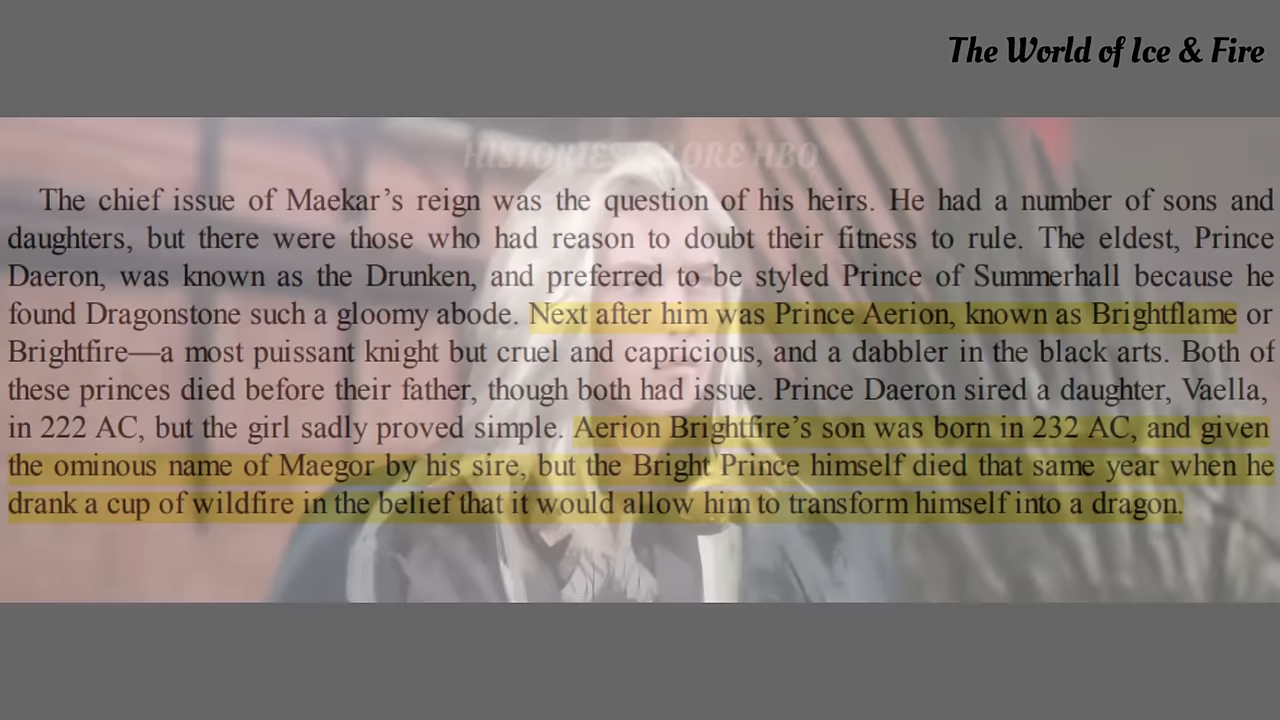 The World of Ice & Fire
HISTORIES & LORE HBO
The chief issue of Maekar’s reign was the question of his heirs. He had a number of sons and
daughters, but there were those who had reason to doubt their fitness to rule. The eldest, Prince
Daeron, was known as the Drunken, and preferred to be styled Prince of Summerhall because he
found Dragonstone such a gloomy abode. Next after him was Prince Aerion, known as Brightflame or
Brightfire—a most puissant knight but cruel and capricious, and a dabbler in the black arts. Both of
these princes died before their father, though both had issue. Prince Daeron sired a daughter, Vaella,
in 222 AC, but the girl sadly proved simple. Aerion Brightfire’s son was born in 232 AC, and given
the ominous name of Maegor by his sire, but the Bright Prince himself died that same year when he
drank a cup of wildfire in the belief that it would allow him to transform himself into a dragon.